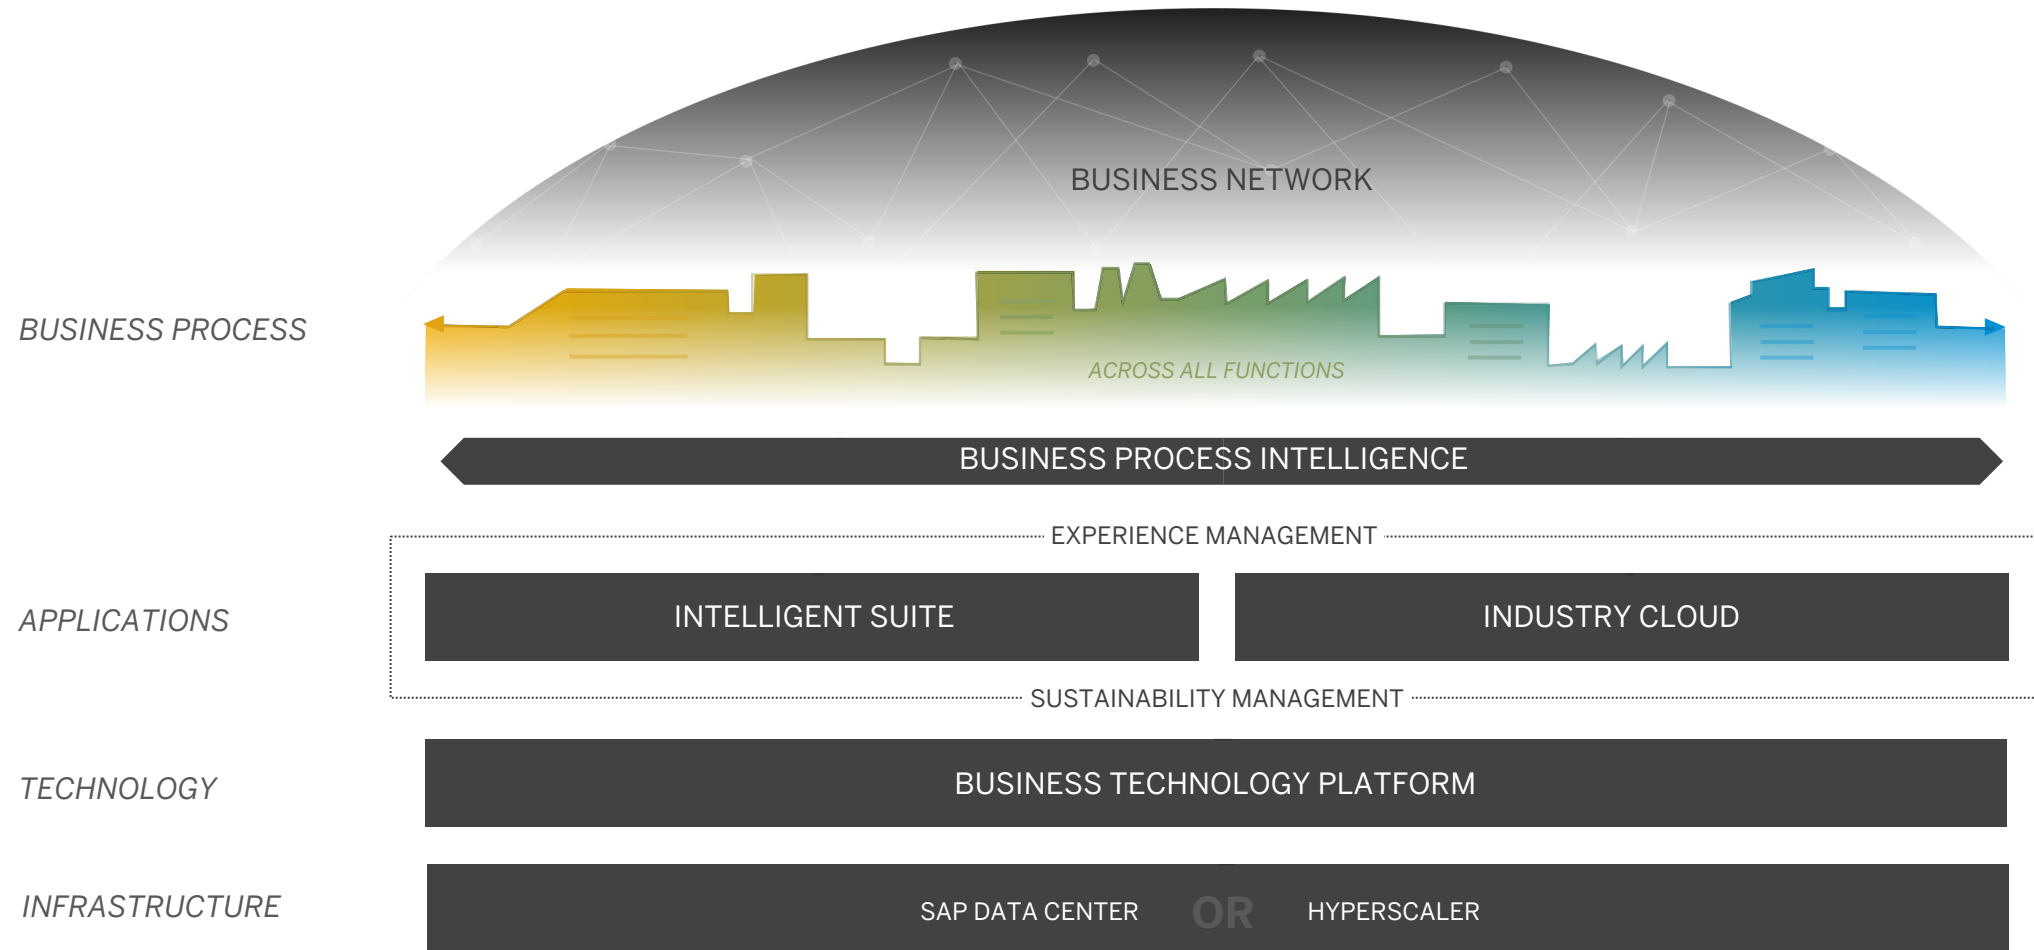 BUSINESS NETWORK
BUSINESS PROCESS
ACROSS ALL FUNCTIONS
BUSINESS PROCESS INTELLIGENCE
EXPERIENCE MANAGEMENT
APPLICATIONS
INTELLIGENT SUITE
INDUSTRY CLOUD
SUSTAINABILITY MANAGEMENT
TECHNOLOGY
BUSINESS TECHNOLOGY PLATFORM
INFRASTRUCTURE
SAP DATA CENTER OR HYPERSCALER